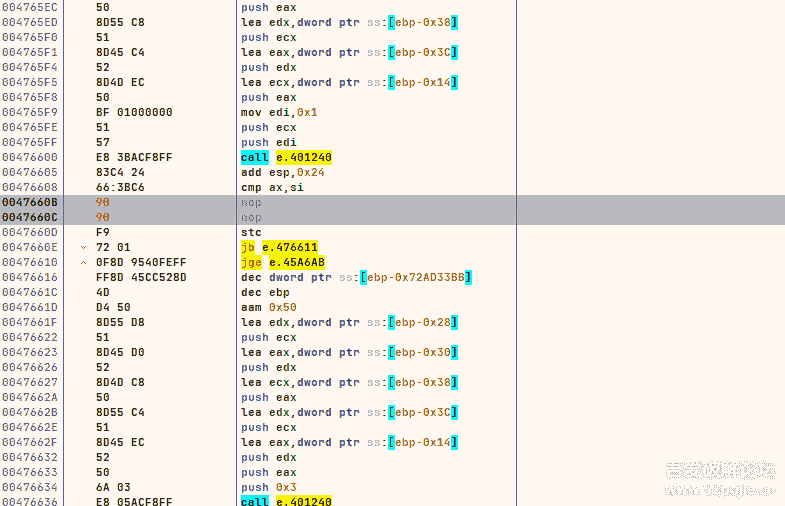 004765EC 50 push eax
004765ED 8D55 C8 lea edx,dword ptr ss:[ebp-0x38]
004765F0 51 push ecx
004765F1 8D45 C4 lea eax,dword ptr ss:[ebp-0x3C]
004765F4 52 push edx
004765F5 8D4D EC lea ecx,dword ptr ss:[ebp-0x14]
004765F8 50 push eax
004765F9 BF 01000000 mov edi,0x1
004765FE 51 push ecx
004765FF 57 push edi
00476600 E8 3BACF8FF call e.401240
00476605 83C4 24 add esp,0x24
00476608 66:3BC6 cmp ax,si
0047660B 90 nop
0047660C 90 nop
0047660D F9 stc
0047660E 72 01 jb e.476611
00476610 0F8D 9540FEFF jge e.45A6AB
00476616 FF8D 45CC528D dec dword ptr ss:[ebp-0x72AD33BB]
0047661C 4D dec ebp
0047661D D4 50 aam 0x50
0047661F 8D55 D8 lea edx,dword ptr ss:[ebp-0x28]
00476622 51 push ecx
00476623 8D45 D0 lea eax,dword ptr ss:[ebp-0x30]
00476626 52 push edx
00476627 8D4D C8 lea ecx,dword ptr ss:[ebp-0x38]
0047662A 50 push eax
0047662B 8D55 C4 lea edx,dword ptr ss:[ebp-0x3C]
0047662E 51 push ecx
0047662F 8D45 EC lea eax,dword ptr ss:[ebp-0x14]
00476632 52 push edx
00476633 50 push eax
00476634 6A 03 push 0x3
00476636 E8 05ACF8FF call e.401240
吾爱破解论坛
www.52pojie.cn